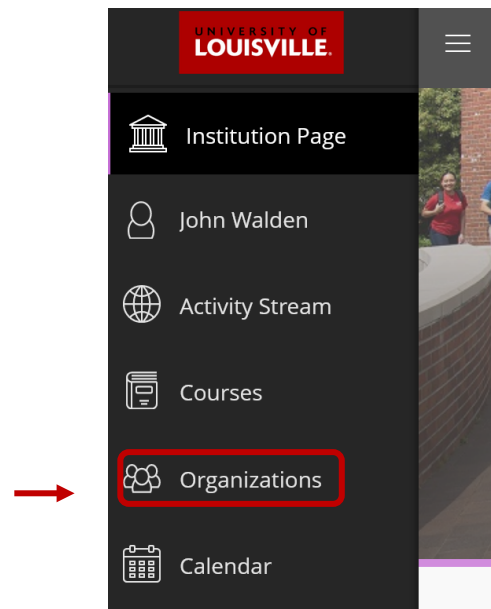 UNIVERSITY OF
LOUISVILLE.
Institution Page
John Walden
Activity Stream
Courses
Organizations
Calendar